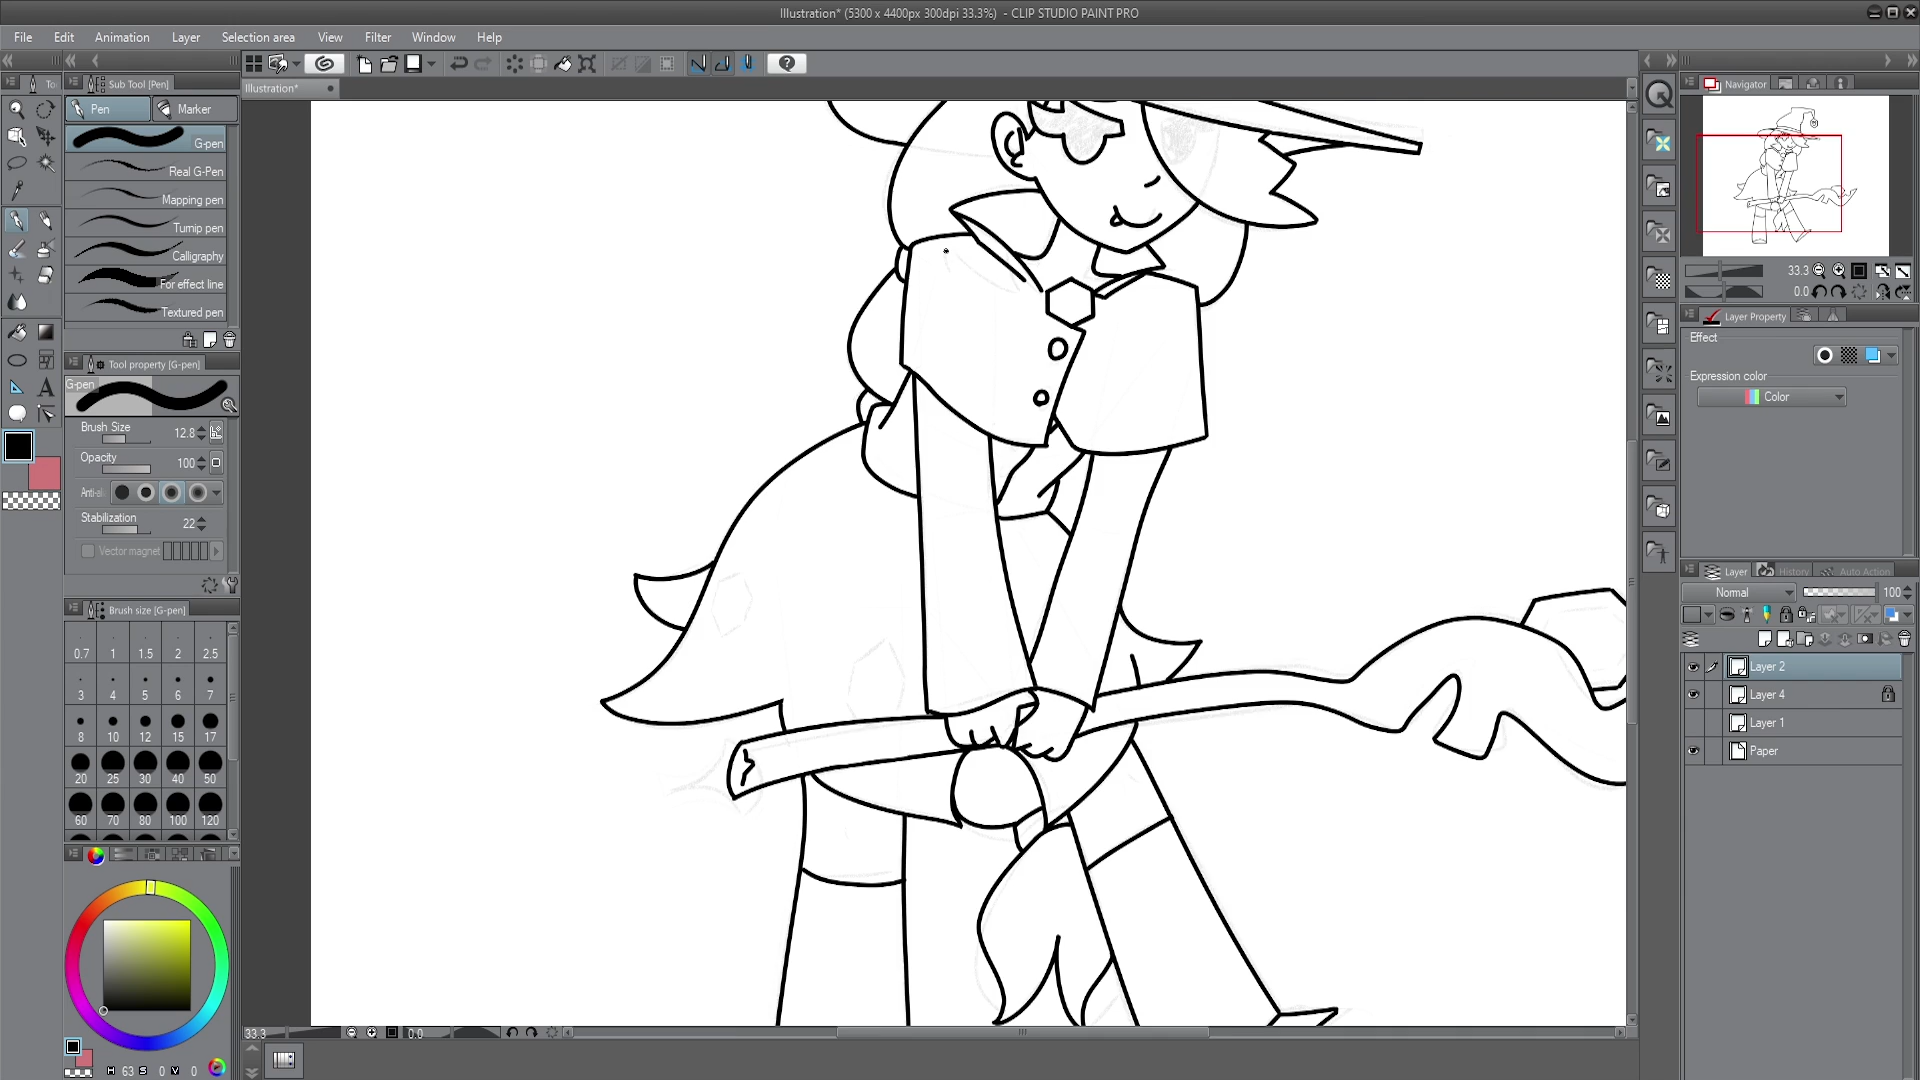 Illustration* (5300 x 4400px 300dpi 33.3%) - CLIP STUDIO PAINT PRO
File Edit Animation Layer Selection area View Filter Window Help
Sub Tool [Pen]
Illustration*
Navigator
Pen Marker
G-pen
Real G-Pen
Mapping pen
Turnip pen
Calligraphy
For effect line
Textured pen
33.3
0.0
Layer Property
Effect
Expression color
Color
Tool property [G-pen]
G-pen
Brush Size 12.8
Opacity 100
Anti-al
Stabilization 22
Vector magnet
Layer History Auto Action
Normal 100
Brush size [G-pen]
0.7 1 1.5 2 2.5
3 4 5 6 7
8 10 12 15 17
20 25 30 40 50
60 70 80 100 120
Layer 2
Layer 4
Layer 1
Paper
33.3 0.0
H 63 S 0 V 0